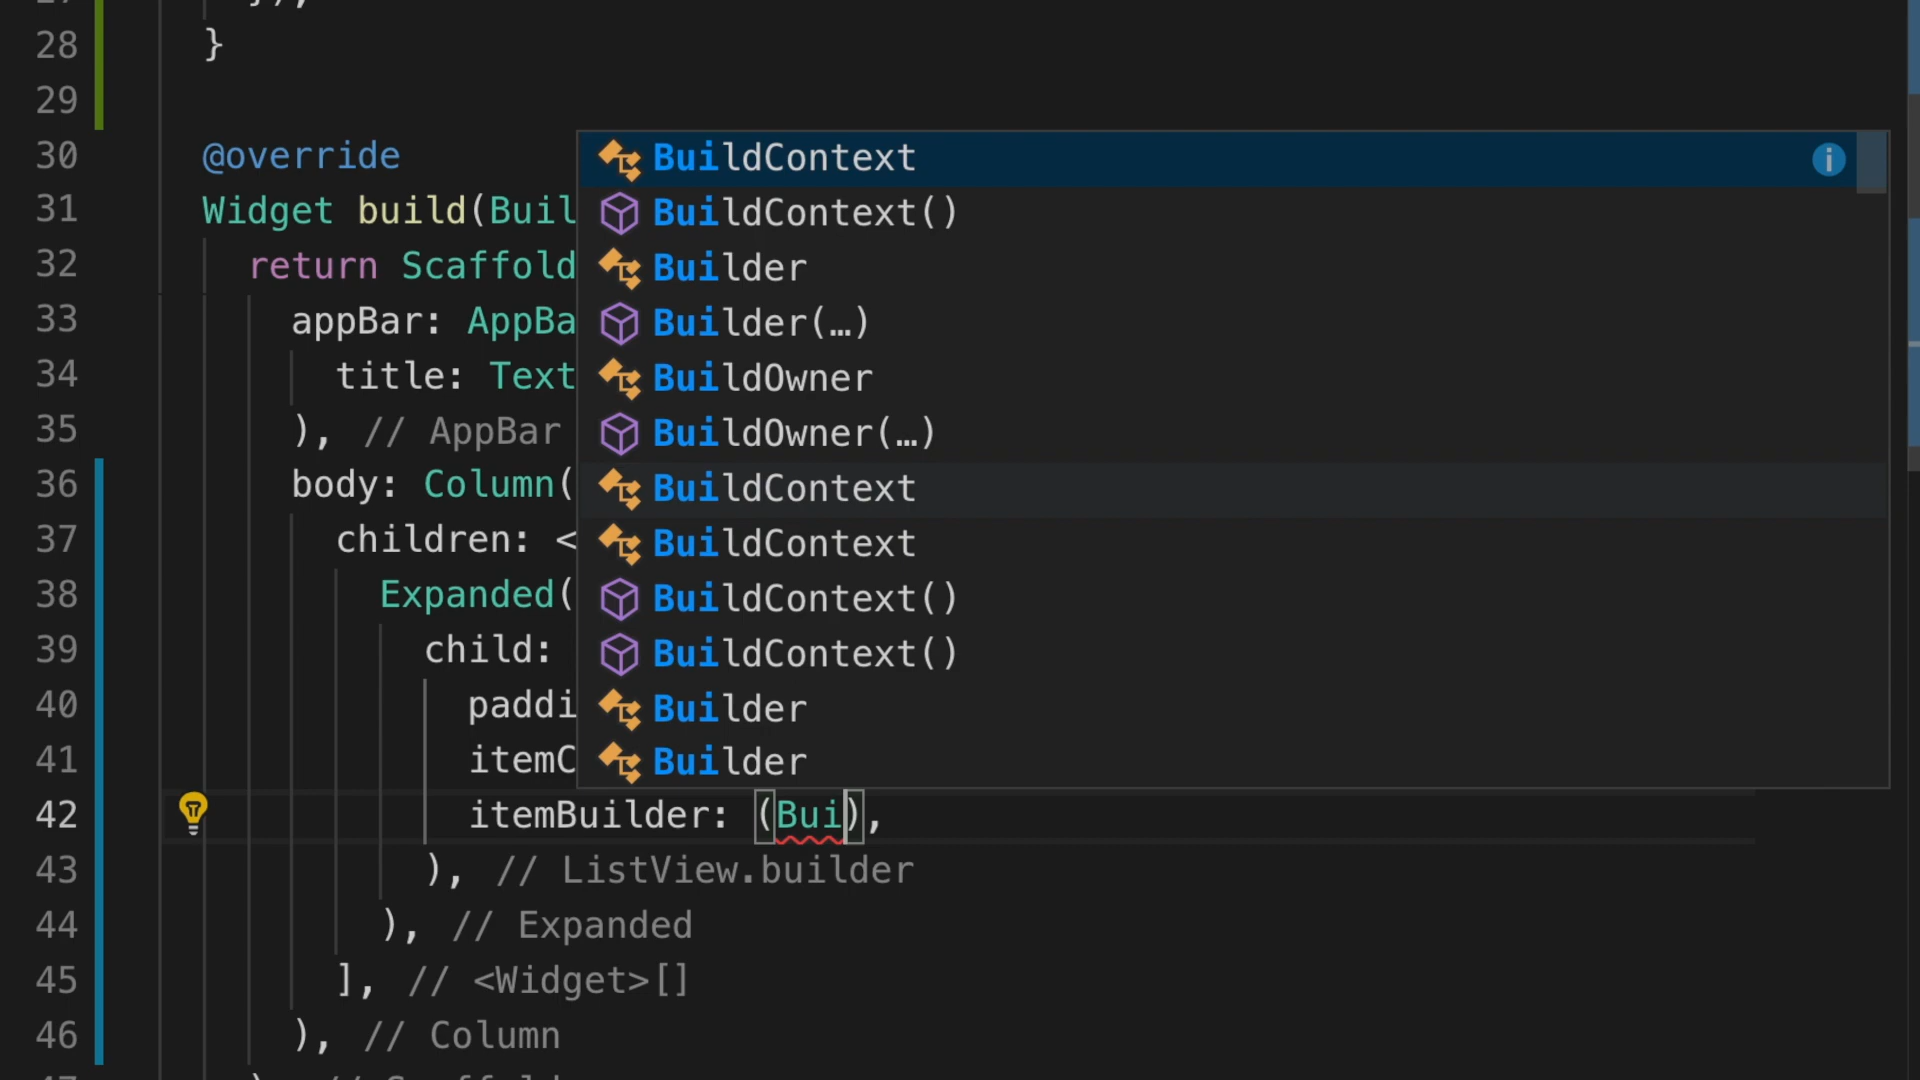 28 }
29
30 @override
31 Widget build(Buil
32 return Scaffold
33 appBar: AppBa
34 title: Text
35 ), // AppBar
36 body: Column(
37 children: <
38 Expanded(
39 child:
40 paddi
41 itemC
42 itemBuilder: (Bui),
43 ), // ListView.builder
44 ), // Expanded
45 ], // <Widget>[]
46 ), // Column
BuildContext
BuildContext()
Builder
Builder(…)
BuildOwner
BuildOwner(…)
BuildContext
BuildContext
BuildContext()
BuildContext()
Builder
Builder